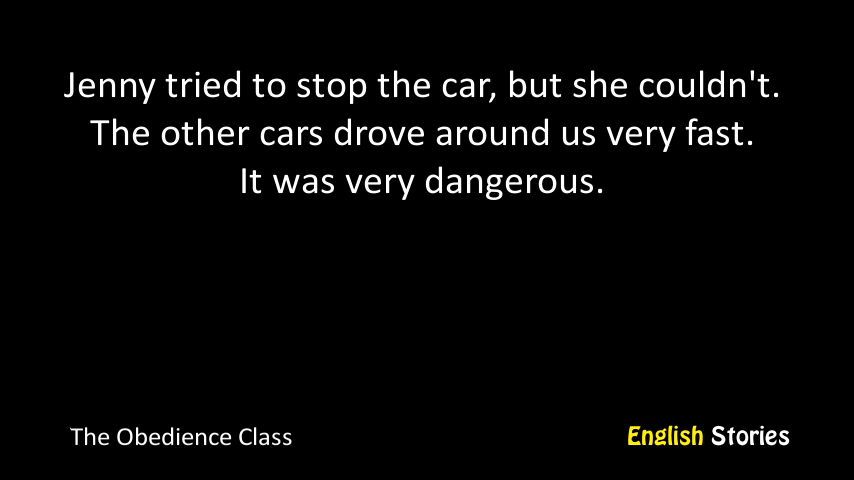 Jenny tried to stop the car, but she couldn't.
The other cars drove around us very fast.
It was very dangerous.
The Obedience Class
English Stories